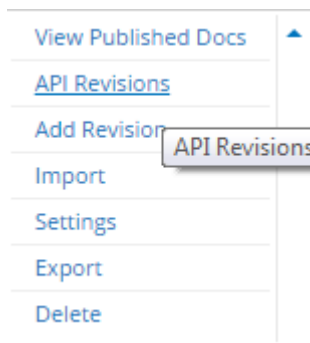 View Published Docs
API Revisions
Add Revision
API Revisions
Import
Settings
Export
Delete